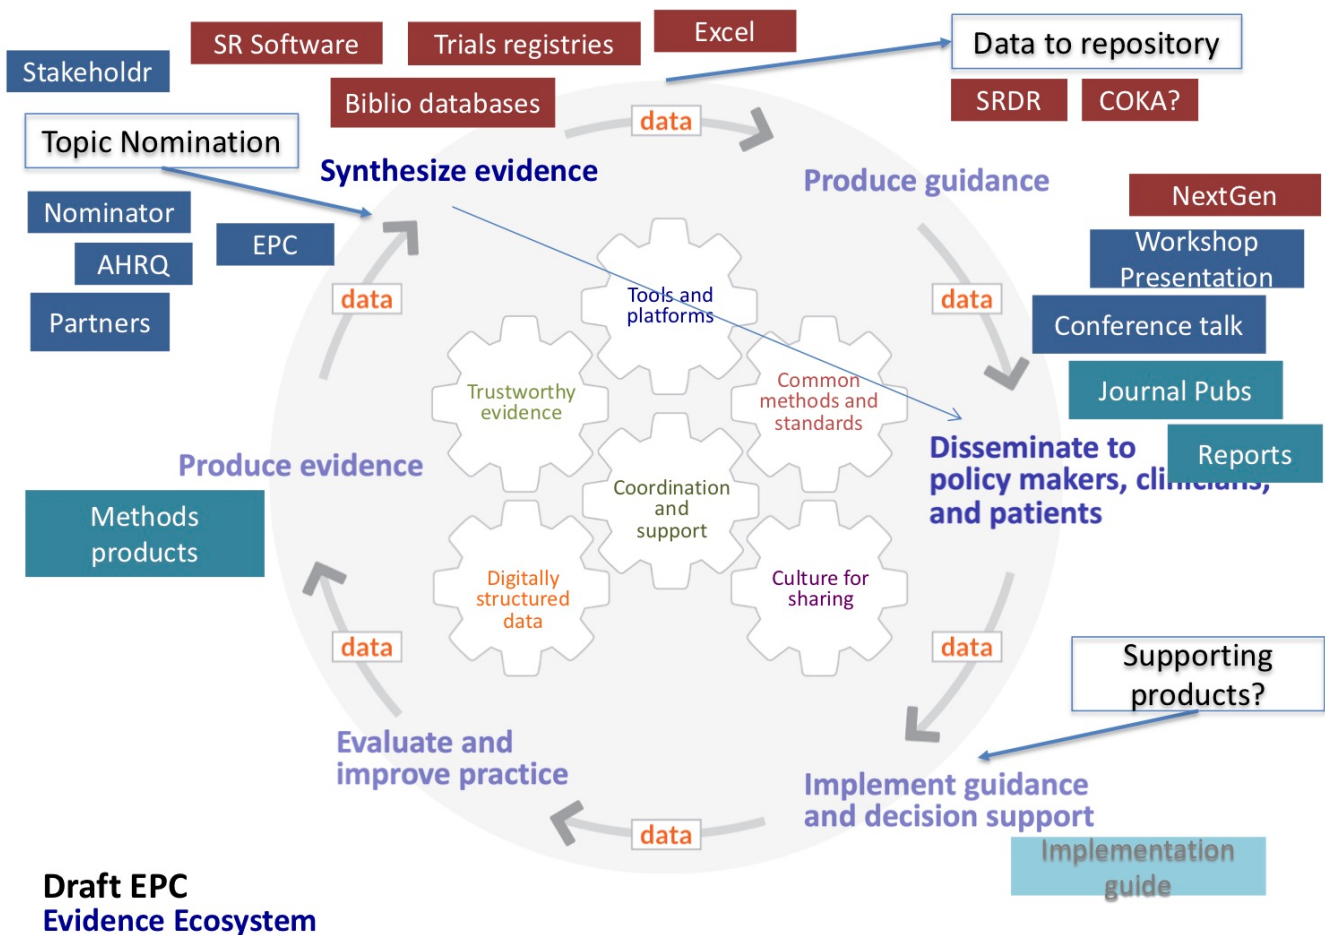 Stakeholdr
SR Software
Trials registries
Excel
Biblio databases
Data to repository
SRDR
COKA?
Topic Nomination
data
Synthesize evidence
Produce guidance
Nominator
EPC
AHRQ
Partners
data
NextGen
Workshop
Presentation
Conference talk
Journal Pubs
Reports
data
Tools and
platforms
Trustworthy
evidence
Common
methods and
standards
Produce evidence
Coordination
and
support
Disseminate to
policy makers, clinicians,
and patients
Methods
products
Digitally
structured
data
Culture for
sharing
data
data
Supporting
products?
Evaluate and
improve practice
Implement guidance
and decision support
data
Implementation
guide
Draft EPC
Evidence Ecosystem